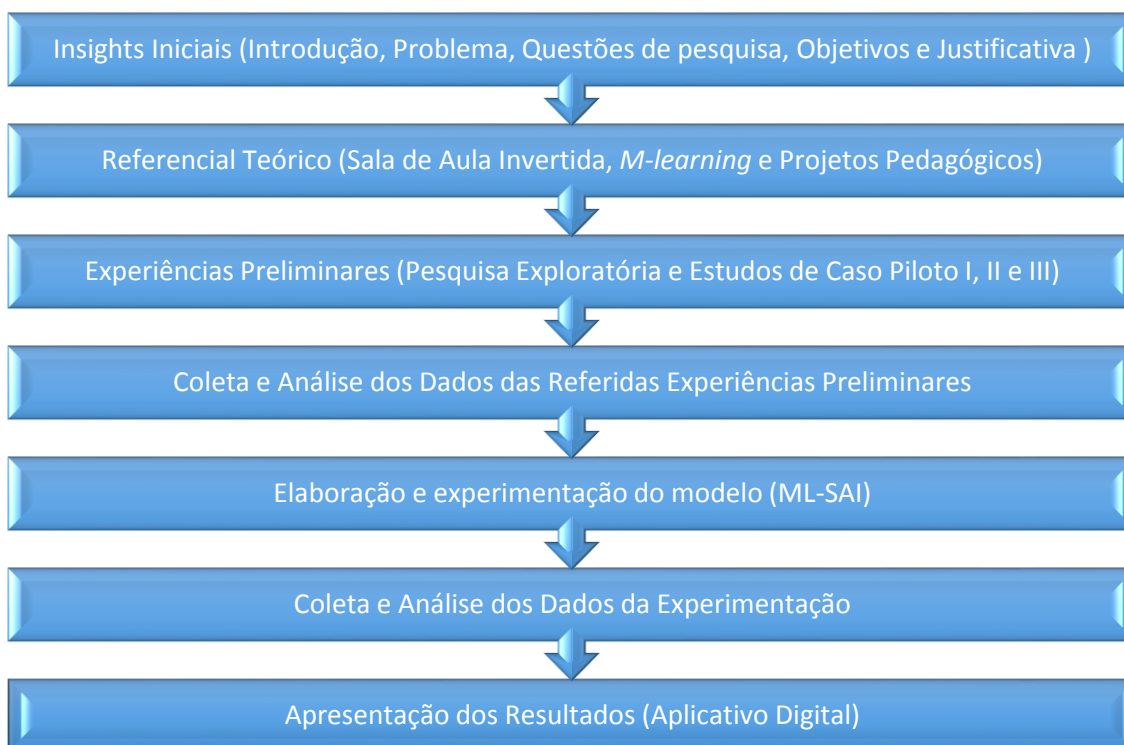 Insights Iniciais (Introdução, Problema, Questões de pesquisa, Objetivos e Justificativa )
Referencial Teórico (Sala de Aula Invertida, M-learning e Projetos Pedagógicos)
Experiências Preliminares (Pesquisa Exploratória e Estudos de Caso Piloto I, II e III)
Coleta e Análise dos Dados das Referidas Experiências Preliminares
Elaboração e experimentação do modelo (ML-SAI)
Coleta e Análise dos Dados da Experimentação
Apresentação dos Resultados (Aplicativo Digital)